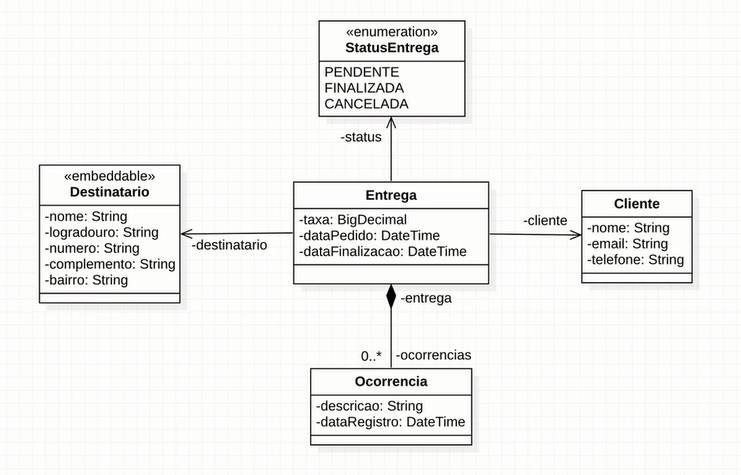 «enumeration»
StatusEntrega
PENDENTE
FINALIZADA
CANCELADA
-status
«embeddable»
Destinatario
-nome: String
-logradouro: String
-numero: String
-complemento: String
-bairro: String
-destinatario
Entrega
-taxa: BigDecimal
-dataPedido: DateTime
-dataFinalizacao: DateTime
-cliente
Cliente
-nome: String
-email: String
-telefone: String
-entrega
0..* -ocorrencias
Ocorrencia
-descricao: String
-dataRegistro: DateTime